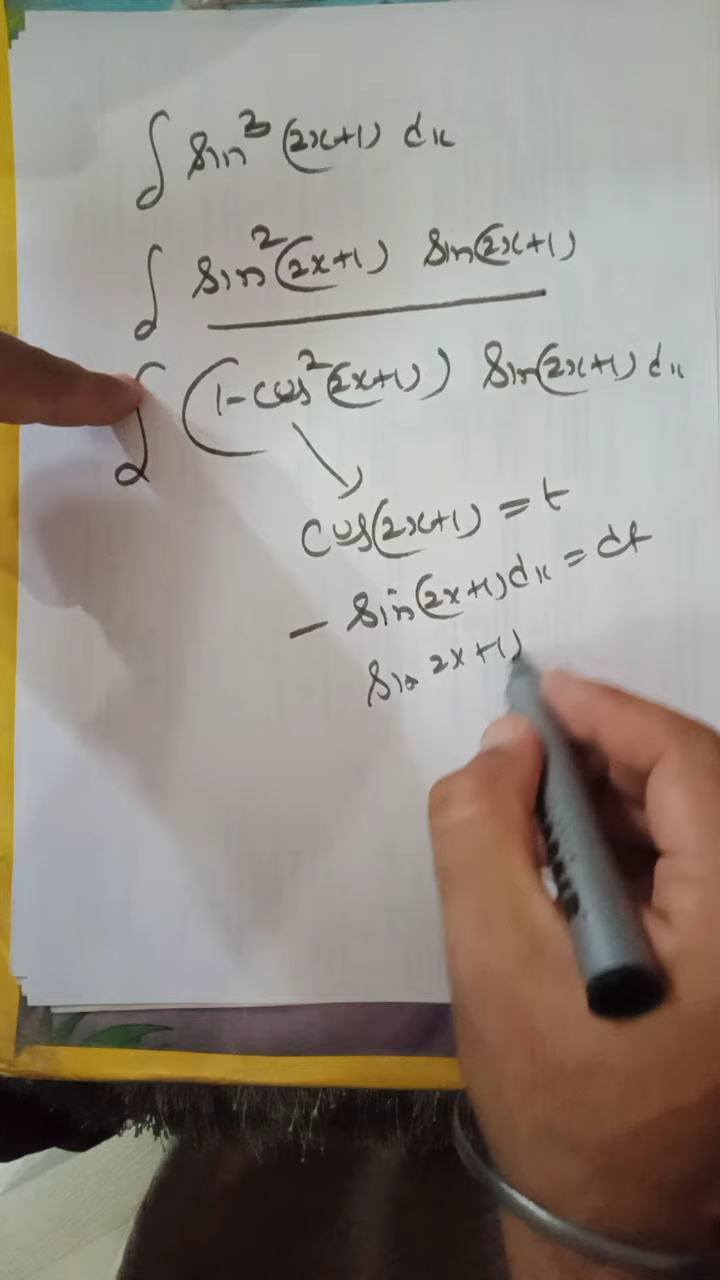 ∫ sin³ (2x+1) dx
∫ sin² (2x+1) sin(2x+1)
∫ (1-cos² (2x+1)) sin(2x+1) dx
cos(2x+1) = t
- sin(2x+1) dx = dt
sin 2x+1)